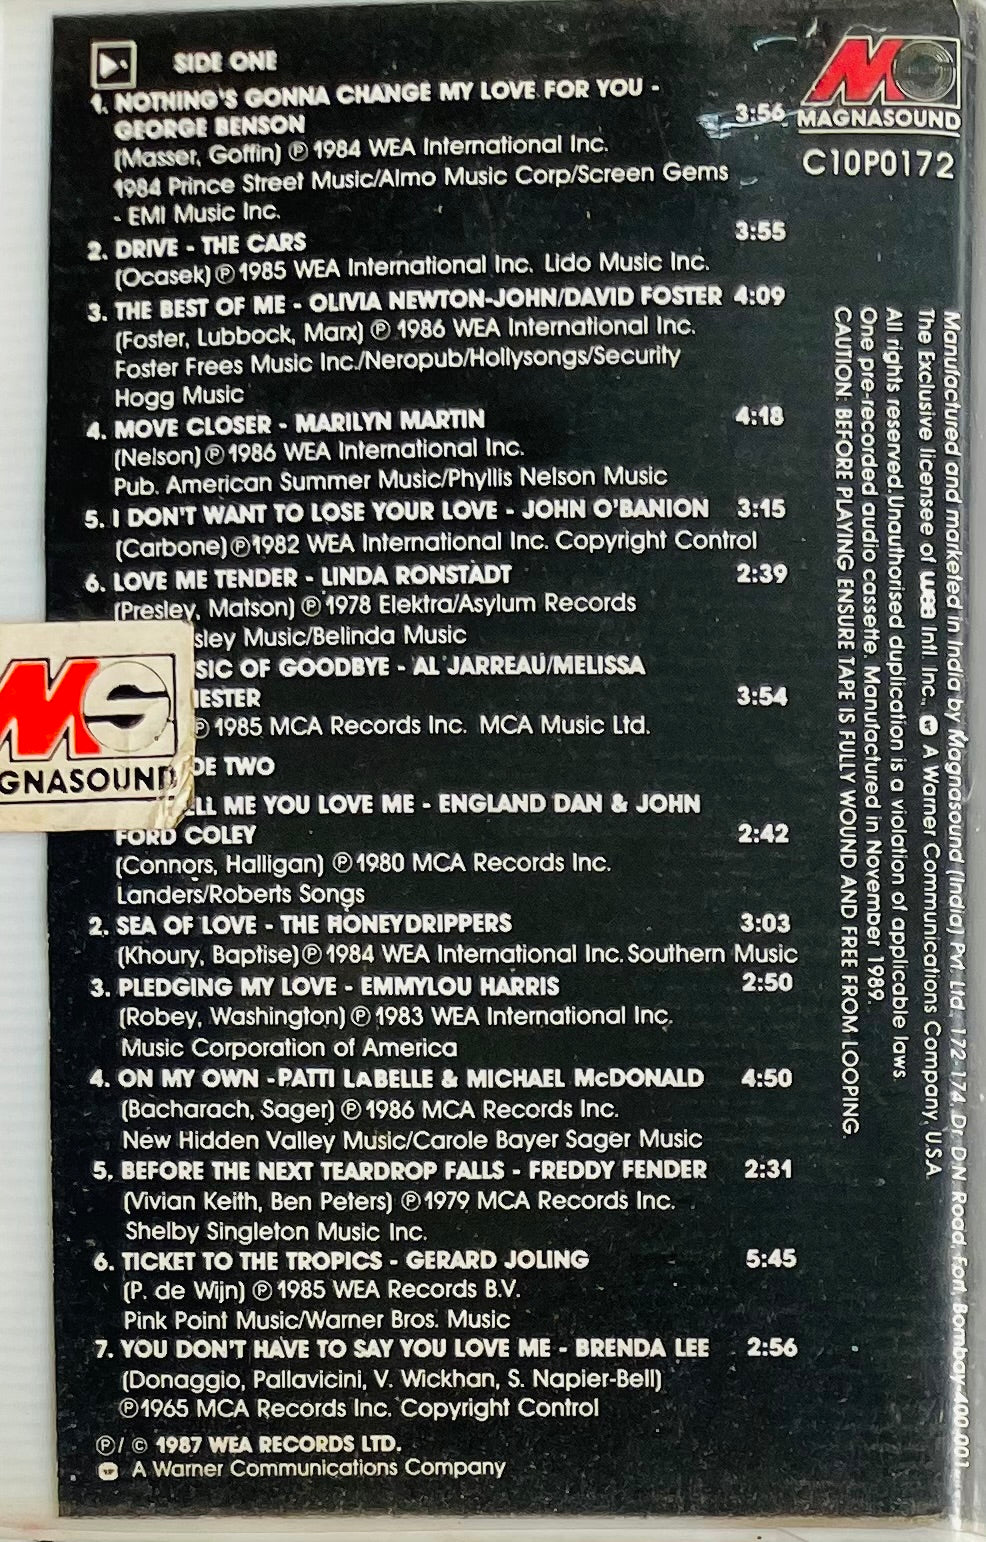 SIDE ONE
1. NOTHING'S GONNA CHANGE MY LOVE FOR YOU -
GEORGE BENSON 3:56
(Masser, Goffin) ℗ 1984 WEA International Inc.
1984 Prince Street Music/Almo Music Corp/Screen Gems
- EMI Music Inc.
2. DRIVE - THE CARS 3:55
(Ocasek) ℗ 1985 WEA International Inc. Lido Music Inc.
3. THE BEST OF ME - OLIVIA NEWTON-JOHN/DAVID FOSTER 4:09
(Foster, Lubbock, Marx) ℗ 1986 WEA International Inc.
Foster Frees Music Inc./Neropub/Hollysongs/Security
Hogg Music
4. MOVE CLOSER - MARILYN MARTIN 4:18
(Nelson) ℗ 1986 WEA International Inc.
Pub. American Summer Music/Phyllis Nelson Music
5. I DON'T WANT TO LOSE YOUR LOVE - JOHN O'BANION 3:15
(Carbone) ℗ 1982 WEA International Inc. Copyright Control
6. LOVE ME TENDER - LINDA RONSTADT 2:39
(Presley, Matson) ℗ 1978 Elektra/Asylum Records
sley Music/Belinda Music
SIC OF GOODBYE - AL JARREAU/MELISSA
ESTER 3:54
℗ 1985 MCA Records Inc. MCA Music Ltd.
DE TWO
LL ME YOU LOVE ME - ENGLAND DAN & JOHN
FORD COLEY 2:42
(Connors, Halligan) ℗ 1980 MCA Records Inc.
Landers/Roberts Songs
2. SEA OF LOVE - THE HONEYDRIPPERS 3:03
(Khoury, Baptise) ℗ 1984 WEA International Inc. Southern Music
3. PLEDGING MY LOVE - EMMYLOU HARRIS 2:50
(Robey, Washington) ℗ 1983 WEA International Inc.
Music Corporation of America
4. ON MY OWN - PATTI LABELLE & MICHAEL McDONALD 4:50
(Bacharach, Sager) ℗ 1986 MCA Records Inc.
New Hidden Valley Music/Carole Bayer Sager Music
5. BEFORE THE NEXT TEARDROP FALLS - FREDDY FENDER 2:31
(Vivian Keith, Ben Peters) ℗ 1979 MCA Records Inc.
Shelby Singleton Music Inc.
6. TICKET TO THE TROPICS - GERARD JOLING 5:45
(P. de Wijn) ℗ 1985 WEA Records B.V.
Pink Point Music/Warner Bros. Music
7. YOU DON'T HAVE TO SAY YOU LOVE ME - BRENDA LEE 2:56
(Donaggio, Pallavicini, V. Wickhan, S. Napier-Bell)
℗ 1965 MCA Records Inc. Copyright Control
℗/© 1987 WEA RECORDS LTD.
A Warner Communications Company
MAGNASOUND
C10P0172
Manufactured and marketed in India by Magnasound (India) Pvt. Ltd., 172-174, Dr. D.N. Road, Fort, Bombay-400 001.
The Exclusive licensee of wea Intl. Inc., A Warner Communications Company, U.S.A.
All rights reserved. Unauthorised duplication is a violation of applicable laws.
One pre-recorded audio cassette. Manufactured in November 1989.
CAUTION: BEFORE PLAYING ENSURE TAPE IS FULLY WOUND AND FREE FROM LOOPING.
MS
GNASOUND